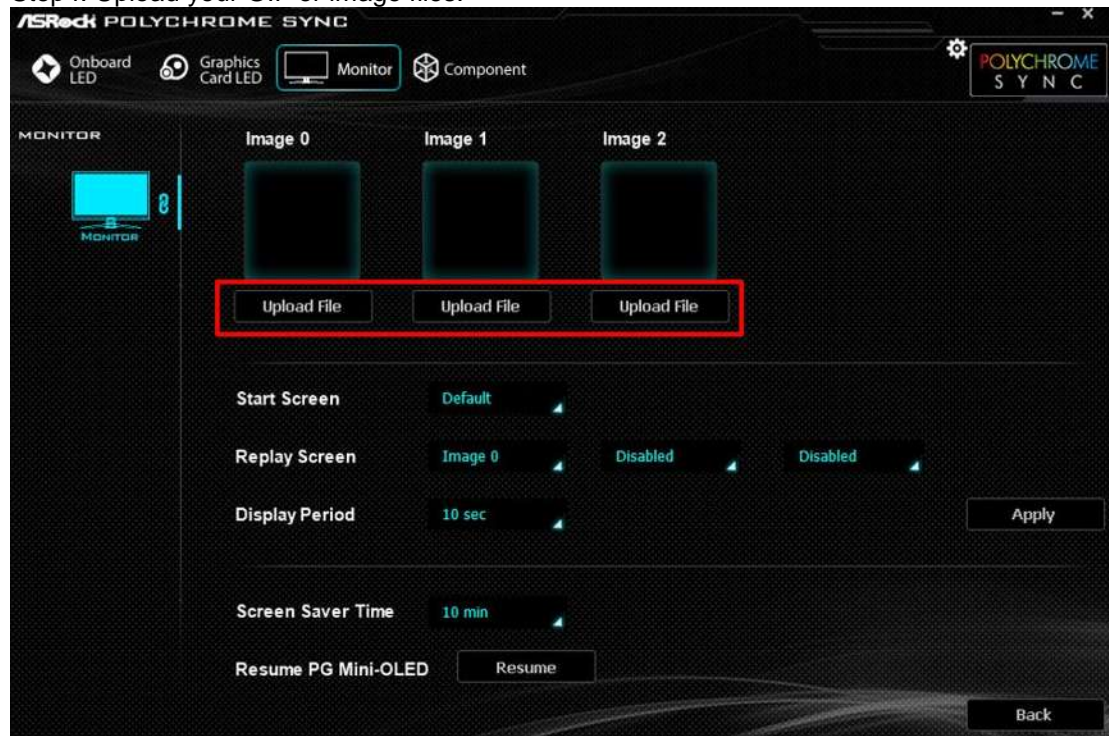 ASRock POLYCHROME SYNC
Onboard LED
Graphics Card LED
Monitor
Component
POLYCHROME
SYNC
MONITOR
Image 0 Image 1 Image 2
MONITOR
Upload File Upload File Upload File
Start Screen Default
Replay Screen Image 0 Disabled Disabled
Display Period 10 sec
Apply
Screen Saver Time 10 min
Resume PG Mini-OLED Resume
Back